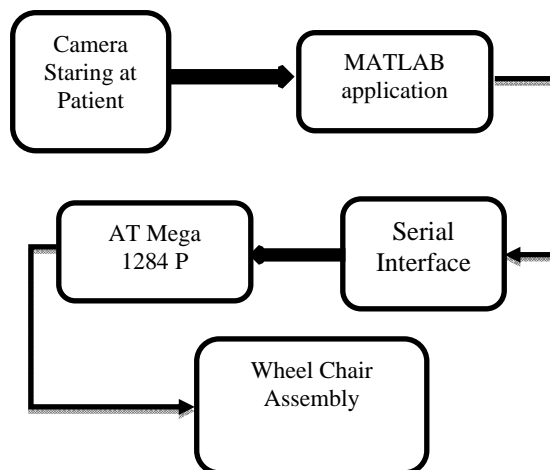 Camera
Staring at
Patient
MATLAB
application
AT Mega
1284 P
Serial
Interface
Wheel Chair
Assembly